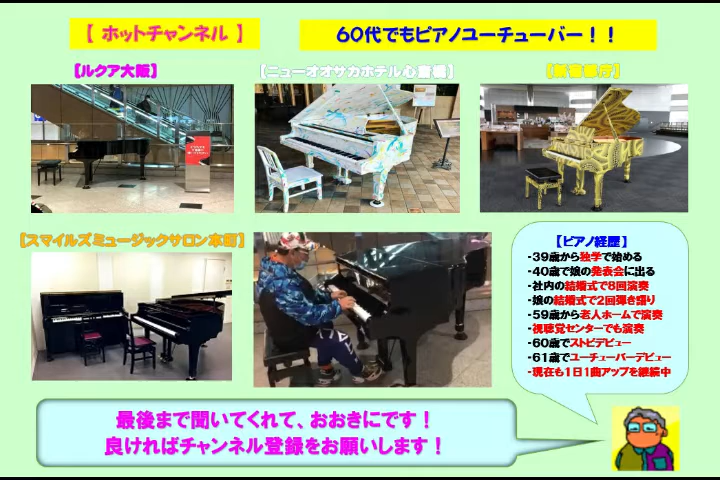 【 ホットチャンネル 】
60代でもピアノユーチューバー！！
【ルクア大阪】
【ニューオオサカホテル心斎橋】
【新宿都庁】
【スマイルズミュージックサロン本町】
【ピアノ経歴】
・39歳から独学で始める
・40歳で娘の発表会に出る
・社内の結婚式で8回演奏
・娘の結婚式で2回弾き語り
・59歳から老人ホームで演奏
・視聴覚センターでも演奏
・60歳でストピデビュー
・61歳でユーチューバーデビュー
・現在も1日1曲アップを継続中
最後まで聞いてくれて、おおきにです！
良ければチャンネル登録をお願いします！